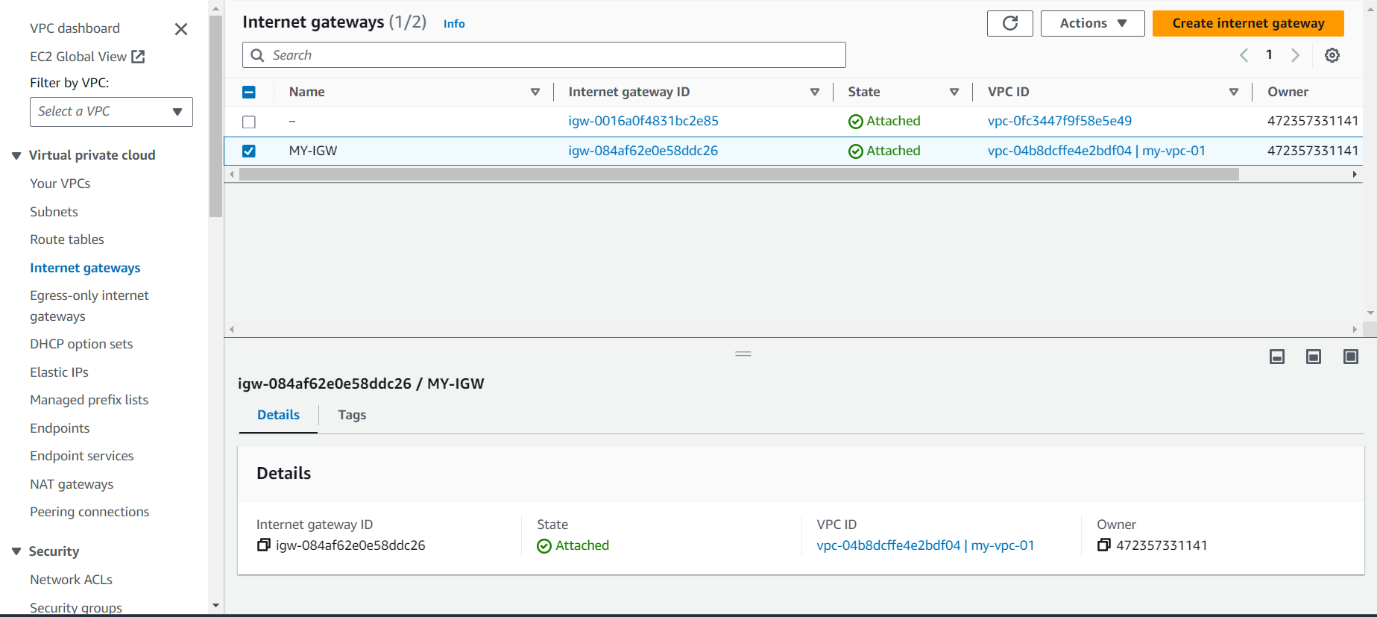 VPC dashboard
EC2 Global View
Filter by VPC:
Select a VPC
Virtual private cloud
Your VPCs
Subnets
Route tables
Internet gateways
Egress-only internet
gateways
DHCP option sets
Elastic IPs
Managed prefix lists
Endpoints
Endpoint services
NAT gateways
Peering connections
Security
Network ACLs
Security groups
Internet gateways (1/2) Info
Actions
Create internet gateway
Search
1
Name Internet gateway ID State VPC ID Owner
– igw-0016a0f4831bc2e85 Attached vpc-0fc3447f9f58e5e49 472357331141
MY-IGW igw-084af62e0e58ddc26 Attached vpc-04b8dcffe4e2bdf04 | my-vpc-01 472357331141
igw-084af62e0e58ddc26 / MY-IGW
Details Tags
Details
Internet gateway ID State VPC ID Owner
igw-084af62e0e58ddc26 Attached vpc-04b8dcffe4e2bdf04 | my-vpc-01 472357331141